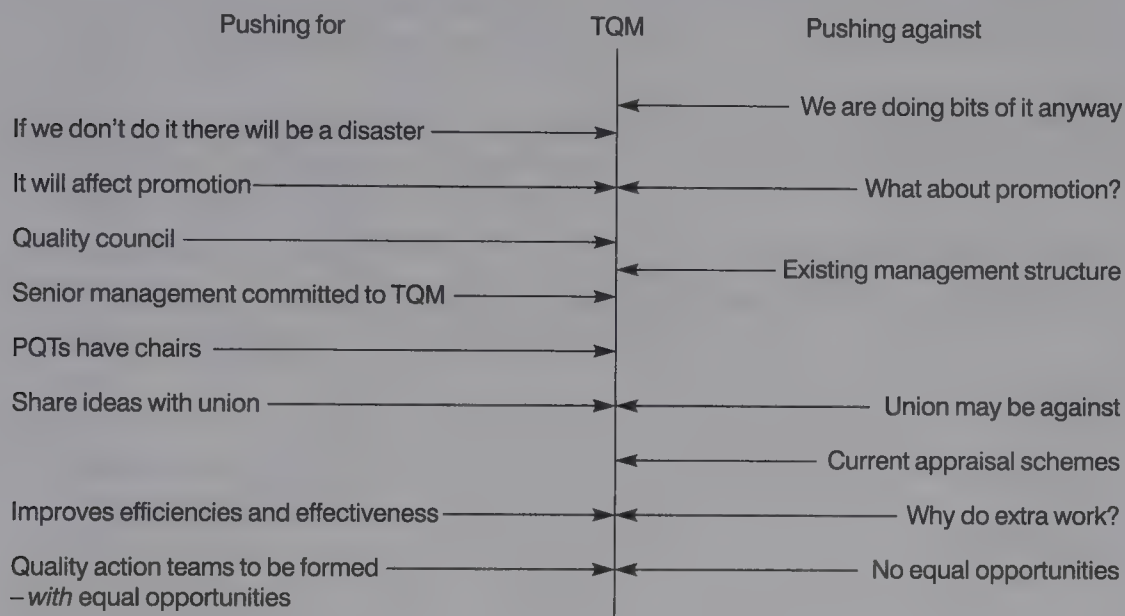 Pushing for TQM Pushing against
We are doing bits of it anyway
If we don't do it there will be a disaster
It will affect promotion What about promotion?
Quality council
Existing management structure
Senior management committed to TQM
PQTs have chairs
Share ideas with union Union may be against
Current appraisal schemes
Improves efficiencies and effectiveness Why do extra work?
Quality action teams to be formed No equal opportunities
– with equal opportunities